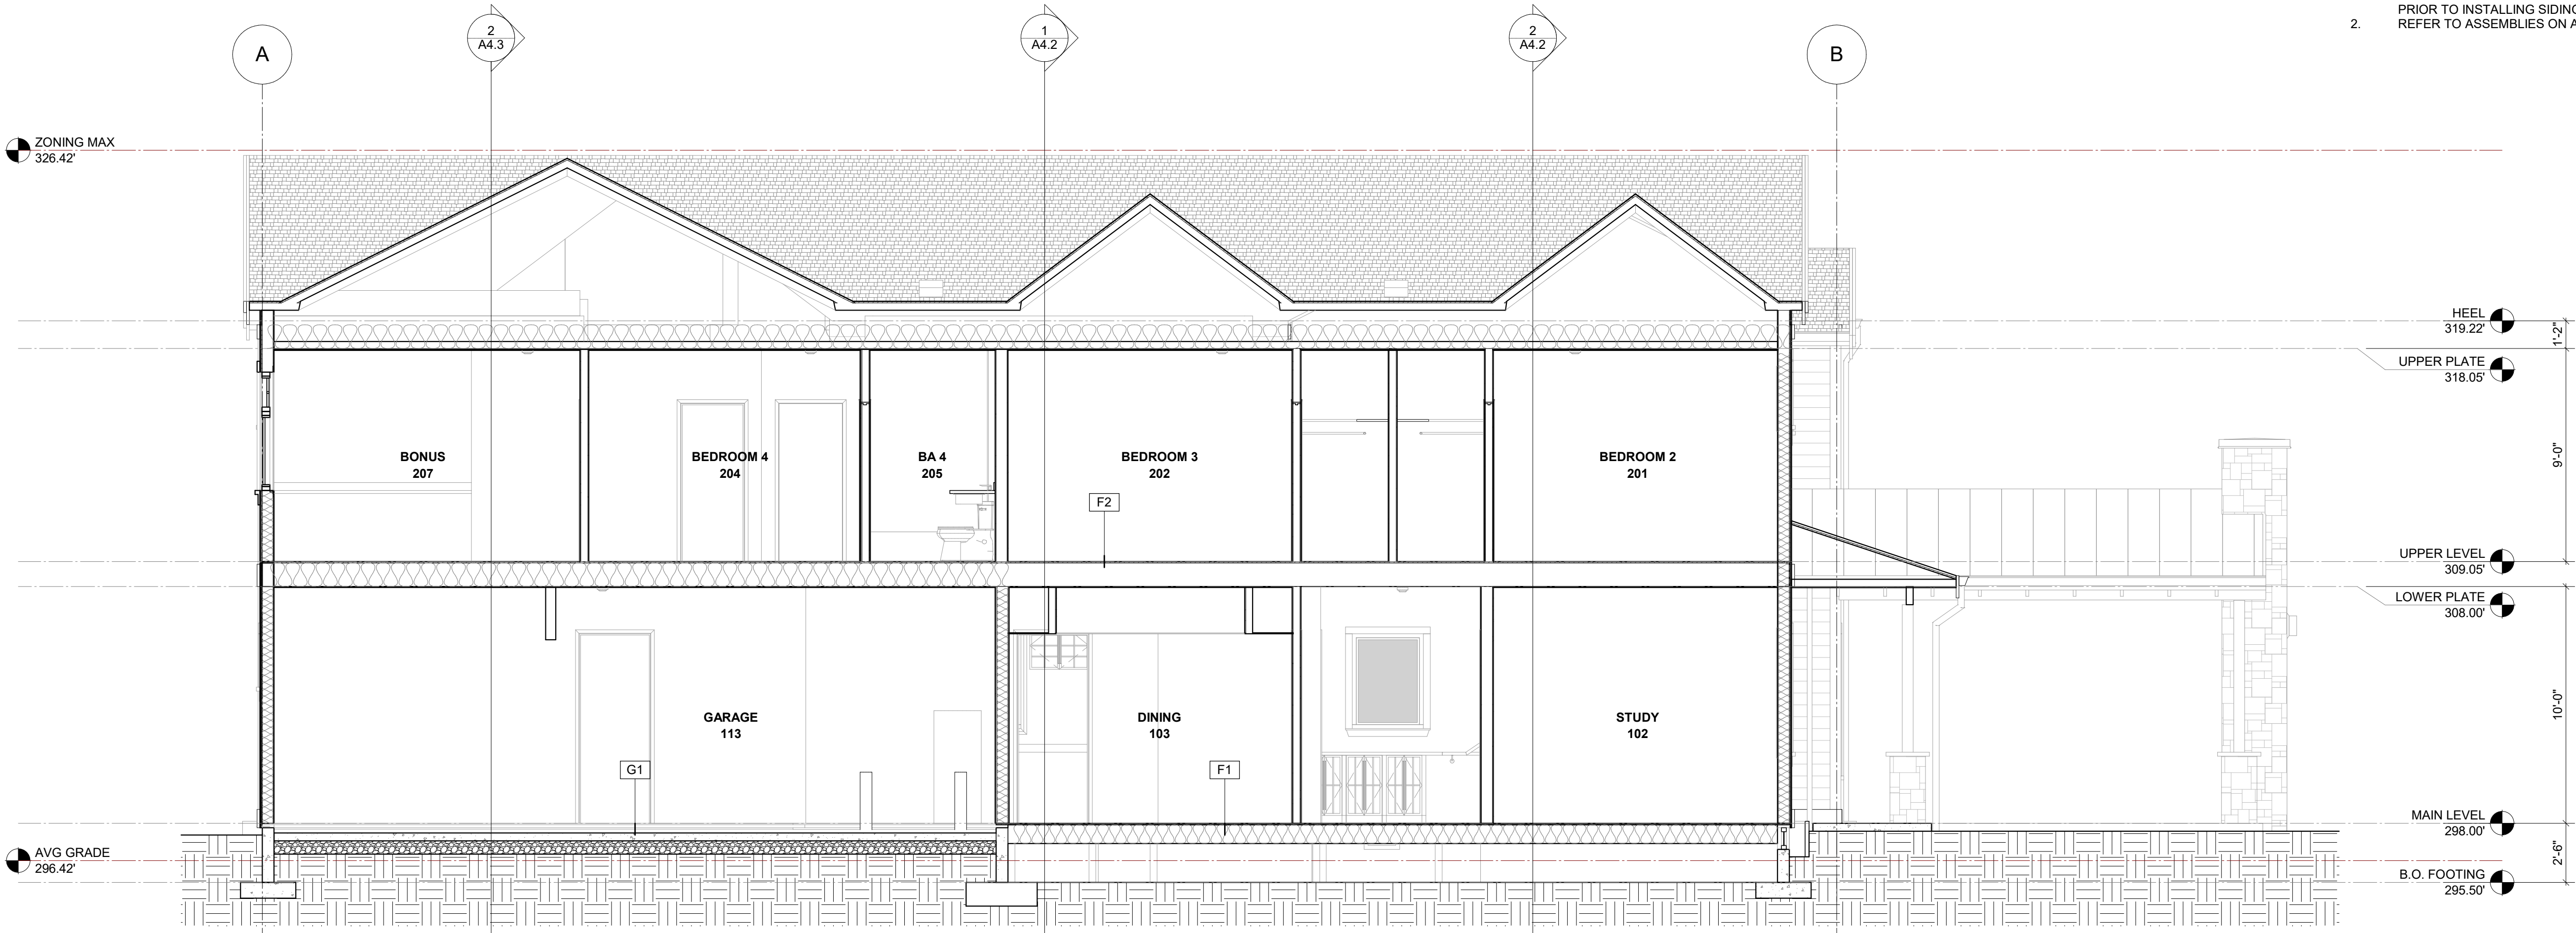 PRIOR TO INSTALLING SIDING
2. REFER TO ASSEMBLIES ON A
2
A4.3
1
A4.2
2
A4.2
A
B
ZONING MAX
326.42'
HEEL
319.22'
1'-2"
UPPER PLATE
318.05'
9'-0"
BONUS
207
BEDROOM 4
204
BA 4
205
BEDROOM 3
202
BEDROOM 2
201
F2
UPPER LEVEL
309.05'
LOWER PLATE
308.00'
10'-0"
GARAGE
113
DINING
103
STUDY
102
G1
F1
MAIN LEVEL
298.00'
AVG GRADE
296.42'
2'-6"
B.O. FOOTING
295.50'